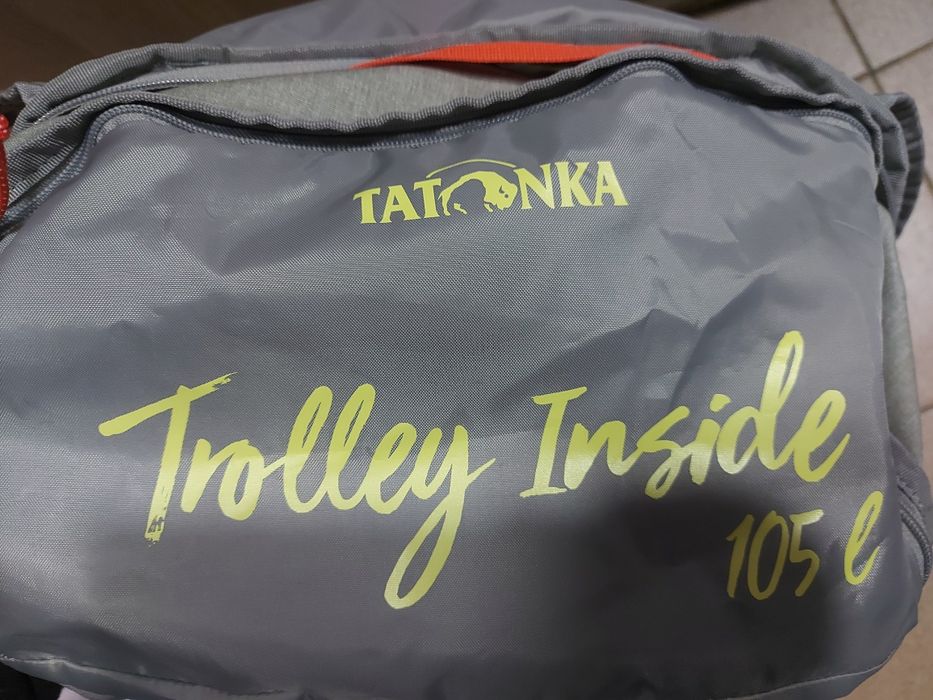 TATONKA
Trolley Inside
105 l